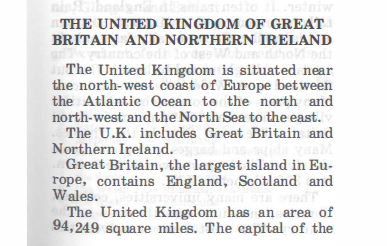 THE UNITED KINGDOM OF GREAT
BRITAIN AND NORTHERN IRELAND
The United Kingdom is situated near
the north-west coast of Europe between
the Atlantic Ocean to the north and
north-west and the North Sea to the east.
The U.K. includes Great Britain and
Northern Ireland.
Great Britain, the largest island in Eu-
rope, contains England, Scotland and
Wales.
The United Kingdom has an area of
94,249 square miles. The capital of the